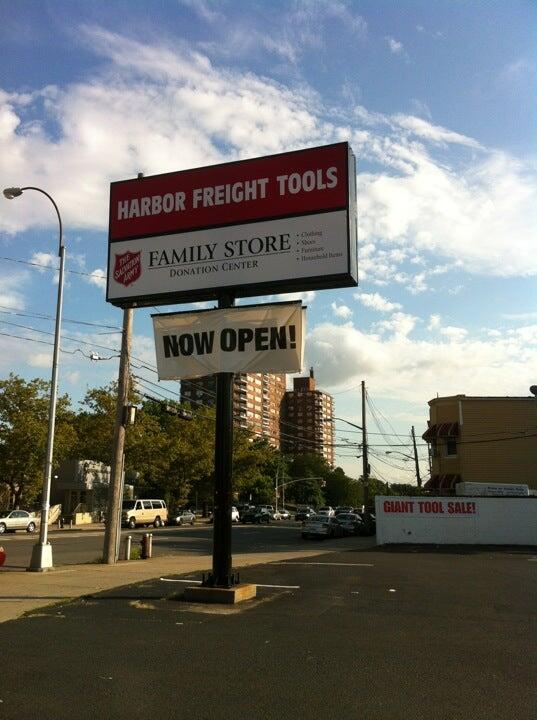 HARBOR FREIGHT TOOLS
THE
SALVATION
ARMY
FAMILY STORE
DONATION CENTER
• Clothing
• Shoes
• Furniture
• Household Items
NOW OPEN!
GIANT TOOL SALE!